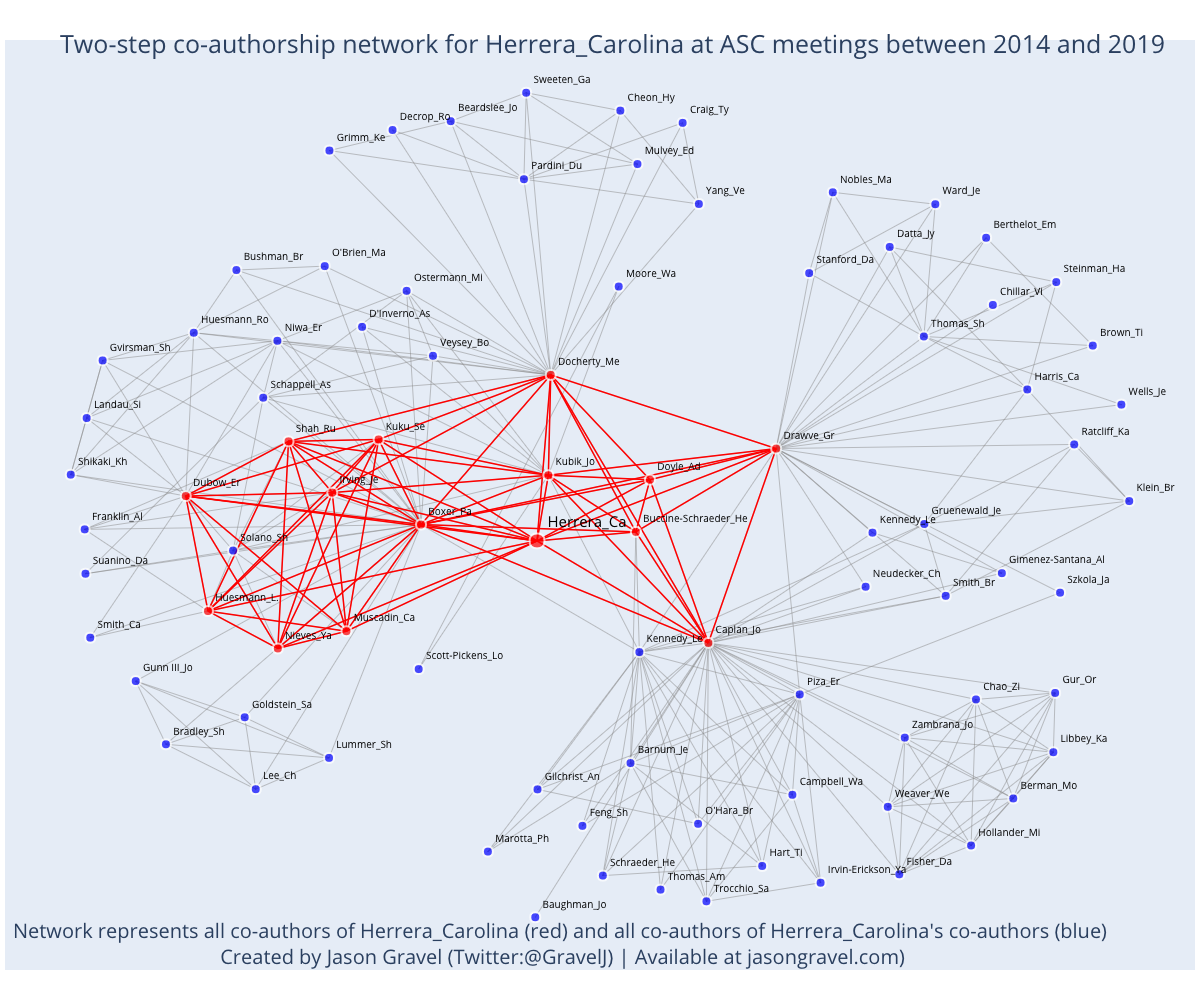 Two-step co-authorship network for Herrera_Carolina at ASC meetings between 2014 and 2019
Sweeten_Ga
Cheon_Hy
Beardslee_Jo
Craig_Ty
Decrop_Ro
Grimm_Ke
Mulvey_Ed
Pardini_Du
Yang_Ve
Nobles_Ma
Ward_Je
Berthelot_Em
Datta_Jy
Bushman_Br
O'Brien_Ma
Stanford_Da
Steinman_Ha
Moore_Wa
Ostermann_Mi
Chillar_Vi
D'Inverno_As
Huesmann_Ro
Niwa_Er
Thomas_Sh
Brown_Ti
Veysey_Bo
Gvirsman_Sh
Docherty_Me
Harris_Ca
Schappell_As
Wells_Je
Landau_Si
Shah_Ru
Kuku_Se
Drawve_Gr
Ratcliff_Ka
Shikaki_Kh
Kubik_Jo
Doyle_Ad
Dubow_Er
Irving_Je
Klein_Br
Boxer_Pa
Gruenewald_Je
Franklin_Al
Herrera_Ca
Buccine-Schraeder_He
Kennedy_Le
Solano_Sh
Suanino_Da
Gimenez-Santana_Al
Neudecker_Ch
Smith_Br
Szkola_Ja
Huesmann_L.
Muscadin_Ca
Smith_Ca
Nieves_Ya
Caplan_Jo
Kennedy_Le
Scott-Pickens_Lo
Gunn III_Jo
Piza_Er
Chao_Zi
Gur_Or
Goldstein_Sa
Zambrana_Jo
Bradley_Sh
Lummer_Sh
Barnum_Je
Libbey_Ka
Lee_Ch
Gilchrist_An
Campbell_Wa
Berman_Mo
Weaver_We
Feng_Sh
O'Hara_Br
Marotta_Ph
Hollander_Mi
Schraeder_He
Hart_Ti
Thomas_Am
Irvin-Erickson_Ya
Fisher_Da
Trocchio_Sa
Baughman_Jo
Network represents all co-authors of Herrera_Carolina (red) and all co-authors of Herrera_Carolina's co-authors (blue)
Created by Jason Gravel (Twitter:@GravelJ) | Available at jasongravel.com)